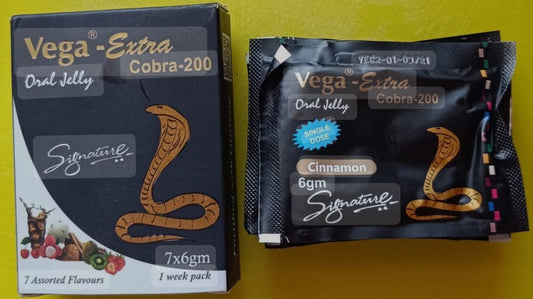 Vega®-Extra
Cobra-200
Oral Jelly
Signature
7x6gm
7 Assorted Flavours
1 week pack
VEC2-01-03/21
Vega®-Extra
Oral Jelly
Cobra-200
SINGLE
DOSE
Cinnamon
6gm
Signature